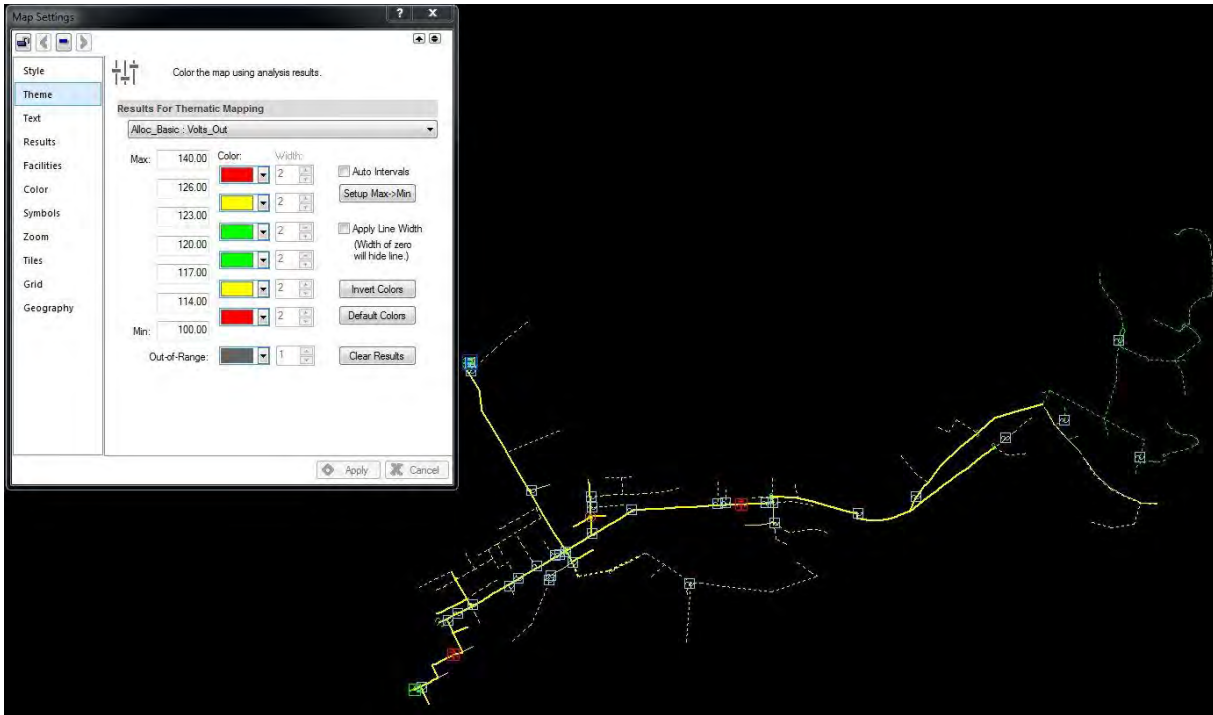 Map Settings
? X
Style
Theme
Text
Results
Facilities
Color
Symbols
Zoom
Tiles
Grid
Geography
Color the map using analysis results.
Results For Thematic Mapping
Alloc_Basic : Volts_Out
Max: 140.00 Color: Width:
2 Auto Intervals
126.00 Setup Max->Min
2
123.00
2 Apply Line Width
120.00 (Width of zero
2 will hide line.)
117.00
2 Invert Colors
114.00
2 Default Colors
Min: 100.00
Out-of-Range: 1 Clear Results
Apply Cancel